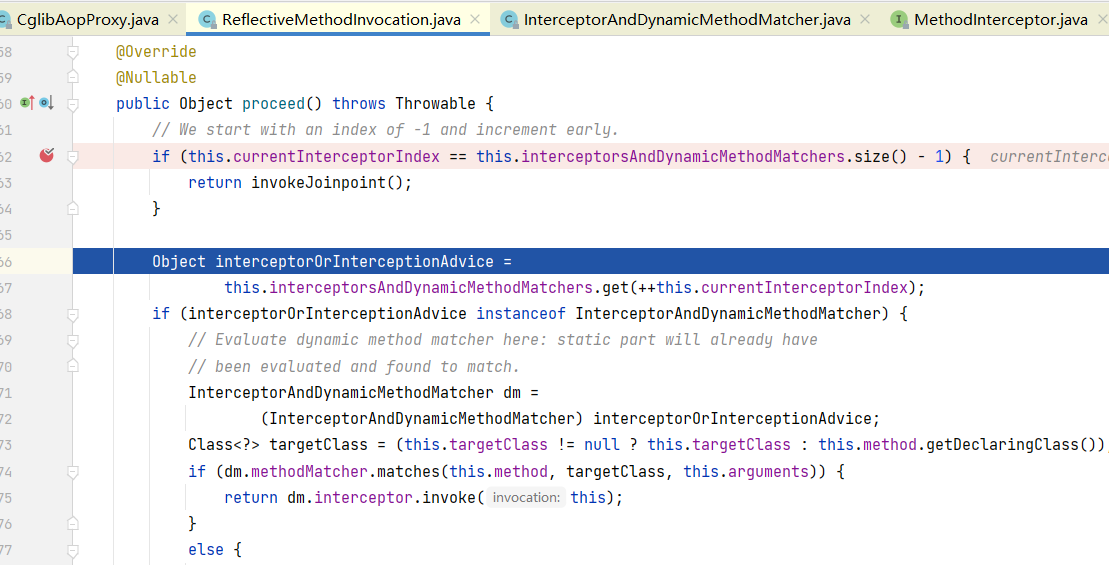 CglibAopProxy.java × ReflectiveMethodInvocation.java × InterceptorAndDynamicMethodMatcher.java × MethodInterceptor.java ×
58 @Override
59 @Nullable
60 public Object proceed() throws Throwable {
61 // We start with an index of -1 and increment early.
62 if (this.currentInterceptorIndex == this.interceptorsAndDynamicMethodMatchers.size() - 1) { currentInterc
63 return invokeJoinpoint();
64 }
65
66 Object interceptorOrInterceptionAdvice =
67 this.interceptorsAndDynamicMethodMatchers.get(++this.currentInterceptorIndex);
68 if (interceptorOrInterceptionAdvice instanceof InterceptorAndDynamicMethodMatcher) {
69 // Evaluate dynamic method matcher here: static part will already have
70 // been evaluated and found to match.
71 InterceptorAndDynamicMethodMatcher dm =
72 (InterceptorAndDynamicMethodMatcher) interceptorOrInterceptionAdvice;
73 Class<?> targetClass = (this.targetClass != null ? this.targetClass : this.method.getDeclaringClass())
74 if (dm.methodMatcher.matches(this.method, targetClass, this.arguments)) {
75 return dm.interceptor.invoke( invocation: this);
76 }
77 else {